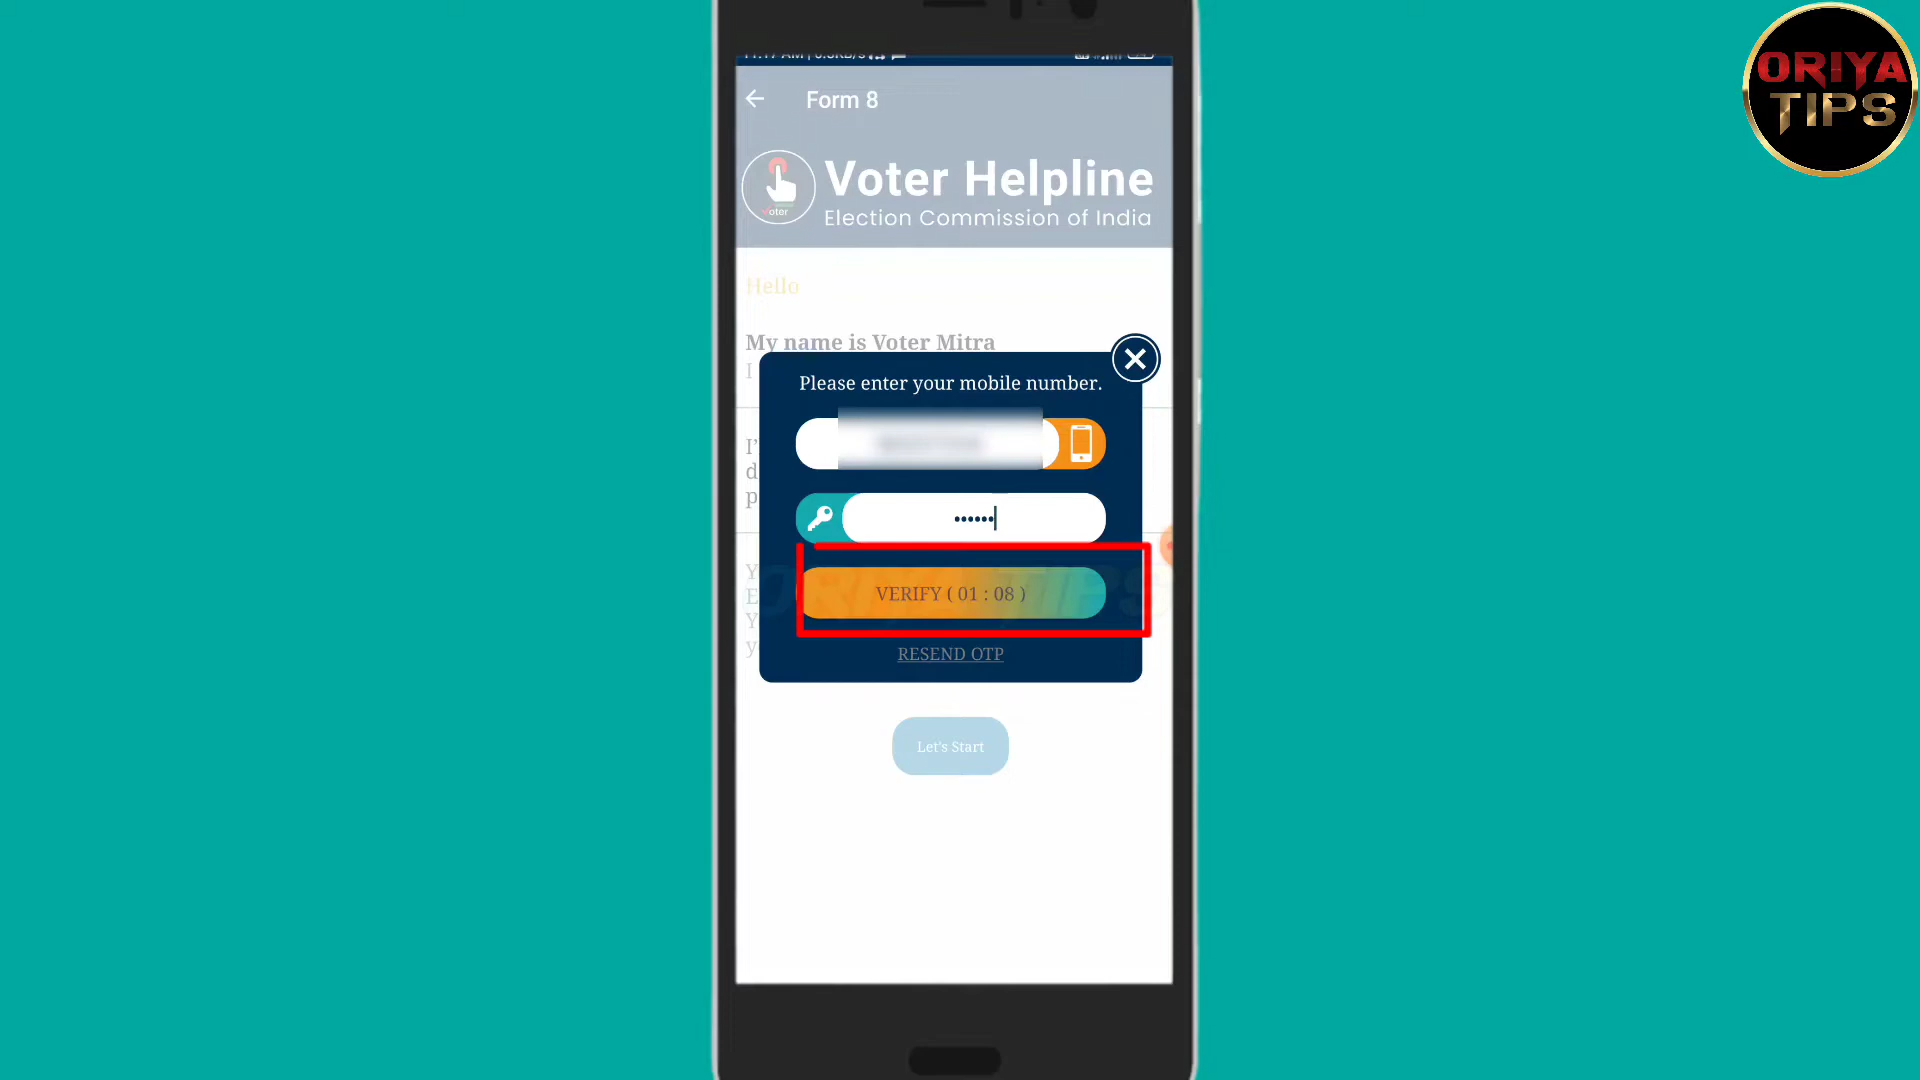 ORIYA
TIPS
Form 8
Voter Helpline
Election Commission of India
oter
Hello
My name is Voter Mitra
I
Please enter your mobile number.
I'
d
p
VERIFY ( 01 : 08 )
Y
E
Y
y
RESEND OTP
Let's Start